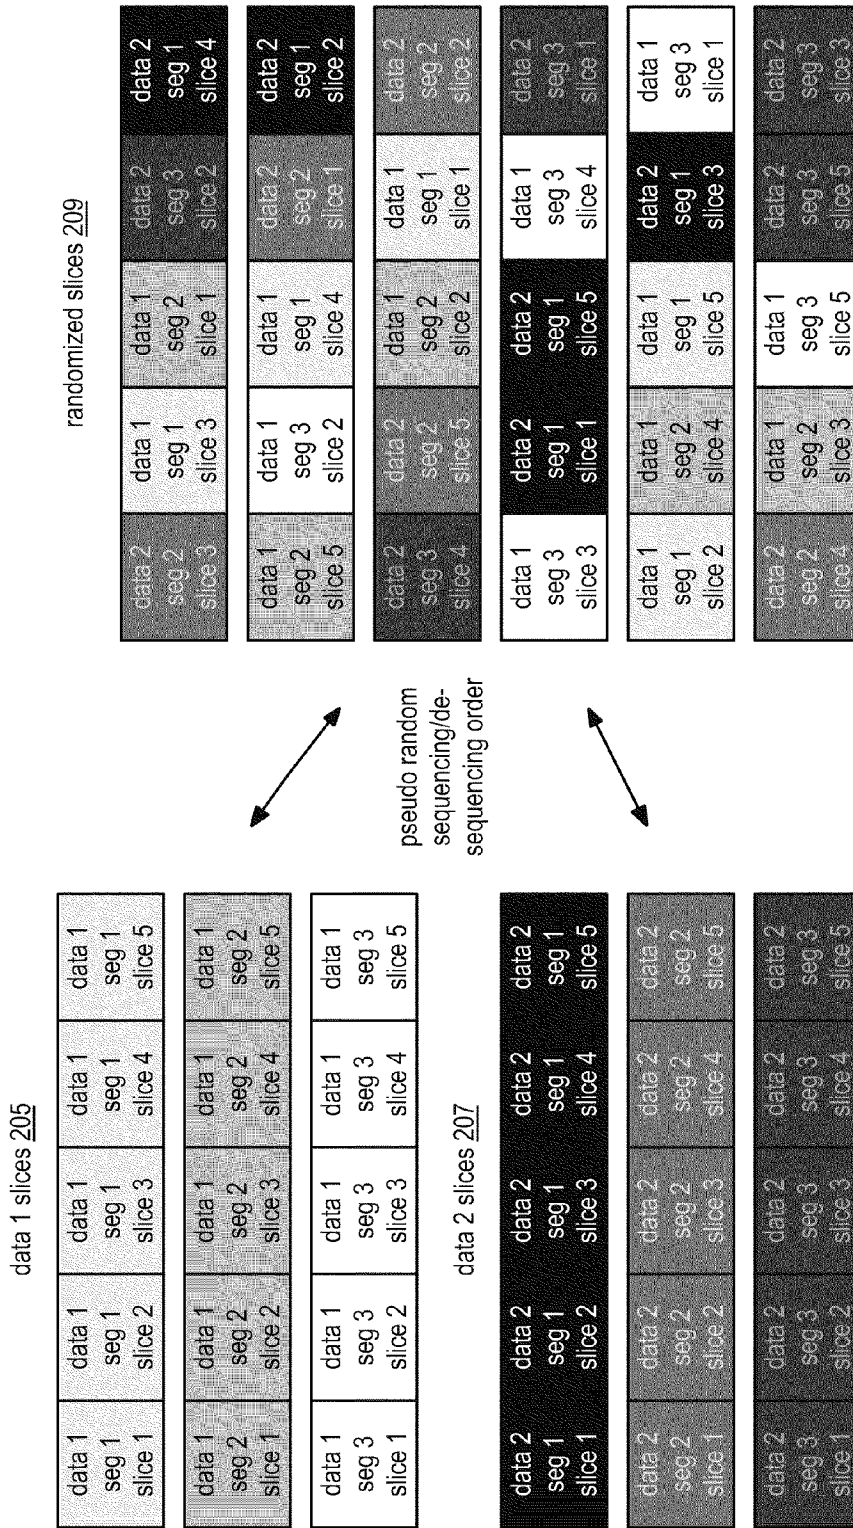 data 1 slices 205
data 1 data 1 data 1 data 1 data 1
seg 1 seg 1 seg 1 seg 1 seg 1
slice 1 slice 2 slice 3 slice 4 slice 5
data 1 data 1 data 1 data 1 data 1
seg 2 seg 2 seg 2 seg 2 seg 2
slice 1 slice 2 slice 3 slice 4 slice 5
data 1 data 1 data 1 data 1 data 1
seg 3 seg 3 seg 3 seg 3 seg 3
slice 1 slice 2 slice 3 slice 4 slice 5
data 2 slices 207
data 2 data 2 data 2 data 2 data 2
seg 1 seg 1 seg 1 seg 1 seg 1
slice 1 slice 2 slice 3 slice 4 slice 5
data 2 data 2 data 2 data 2 data 2
seg 2 seg 2 seg 2 seg 2 seg 2
slice 1 slice 2 slice 3 slice 4 slice 5
data 2 data 2 data 2 data 2 data 2
seg 3 seg 3 seg 3 seg 3 seg 3
slice 1 slice 2 slice 3 slice 4 slice 5
pseudo random
sequencing/de-
sequencing order
randomized slices 209
data 2 data 1 data 1 data 2 data 2
seg 2 seg 1 seg 2 seg 3 seg 1
slice 3 slice 3 slice 1 slice 2 slice 4
data 1 data 1 data 1 data 2 data 2
seg 2 seg 3 seg 1 seg 2 seg 1
slice 5 slice 2 slice 4 slice 1 slice 2
data 2 data 2 data 1 data 1 data 2
seg 3 seg 2 seg 2 seg 1 seg 2
slice 4 slice 5 slice 2 slice 1 slice 2
data 1 data 2 data 2 data 1 data 2
seg 3 seg 1 seg 1 seg 3 seg 3
slice 3 slice 1 slice 5 slice 4 slice 1
data 1 data 1 data 1 data 2 data 1
seg 1 seg 2 seg 1 seg 1 seg 3
slice 2 slice 4 slice 5 slice 3 slice 1
data 2 data 1 data 1 data 2 data 2
seg 2 seg 2 seg 3 seg 3 seg 3
slice 4 slice 3 slice 5 slice 5 slice 3